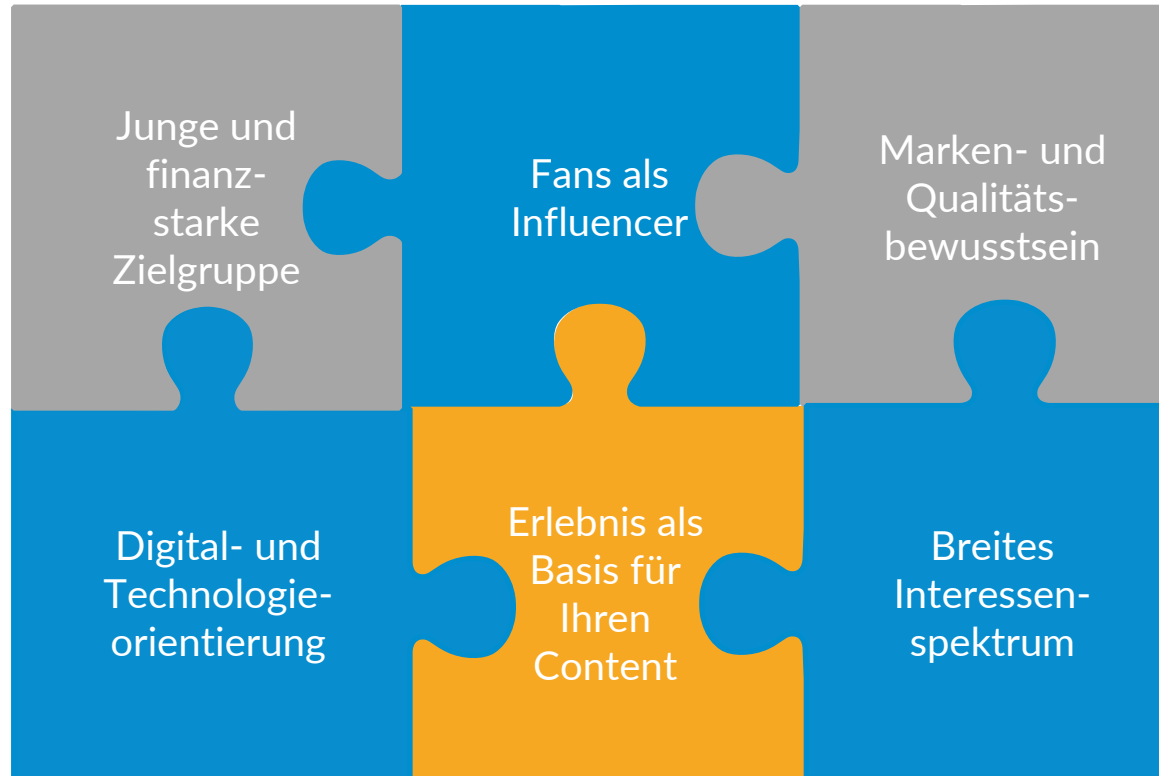 Junge und
finanz-
starke
Zielgruppe
Fans als
Influencer
Marken- und
Qualitäts-
bewusstsein
Digital- und
Technologie-
orientierung
Erlebnis als
Basis für
Ihren
Content
Breites
Interessen-
spektrum